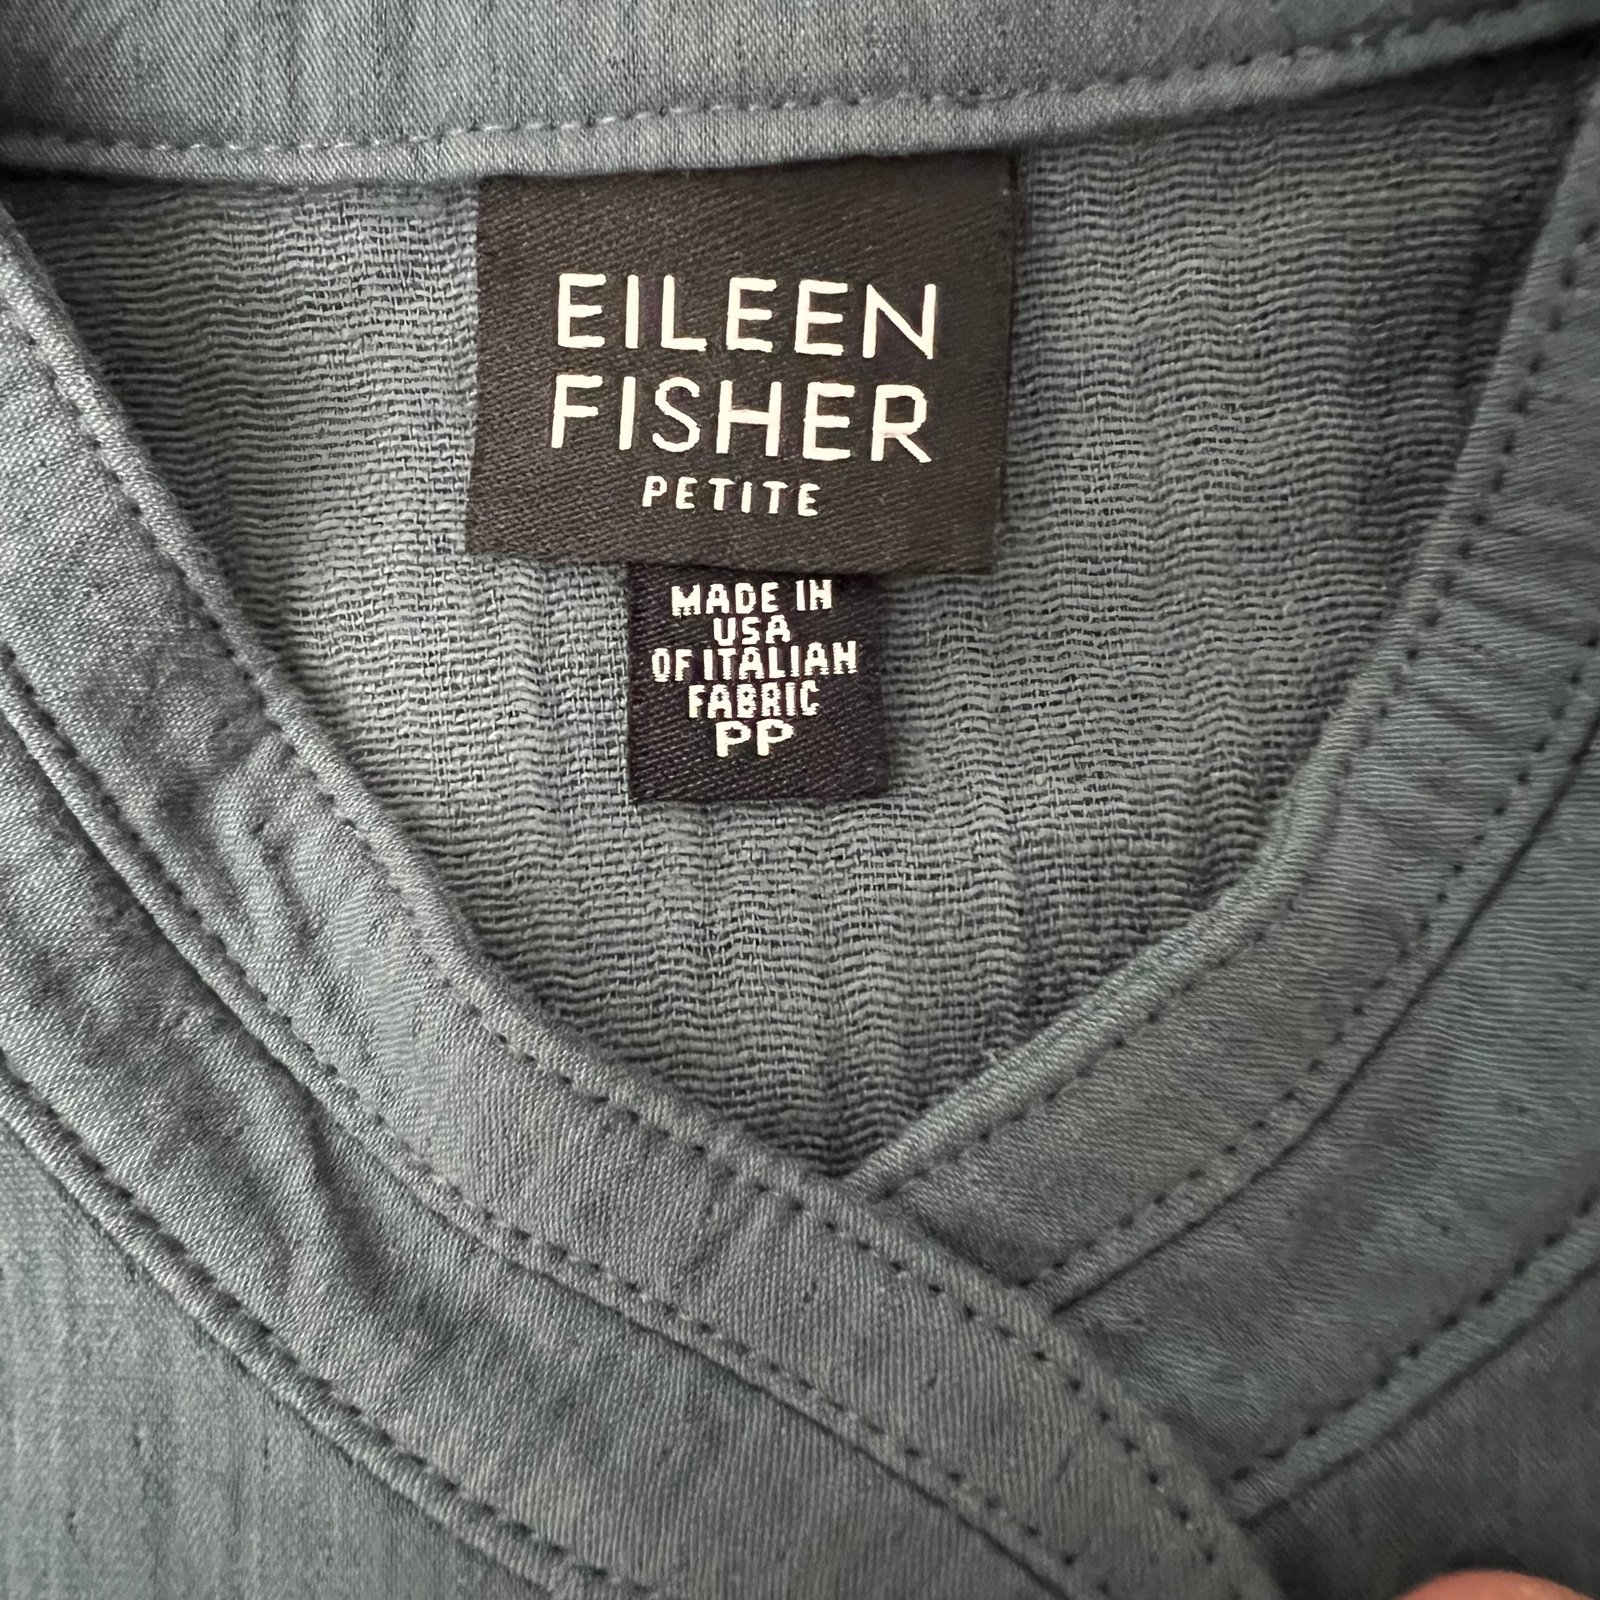 EILEEN
FISHER
PETITE
MADE IN
USA
OF ITALIAN
FABRIC
PP